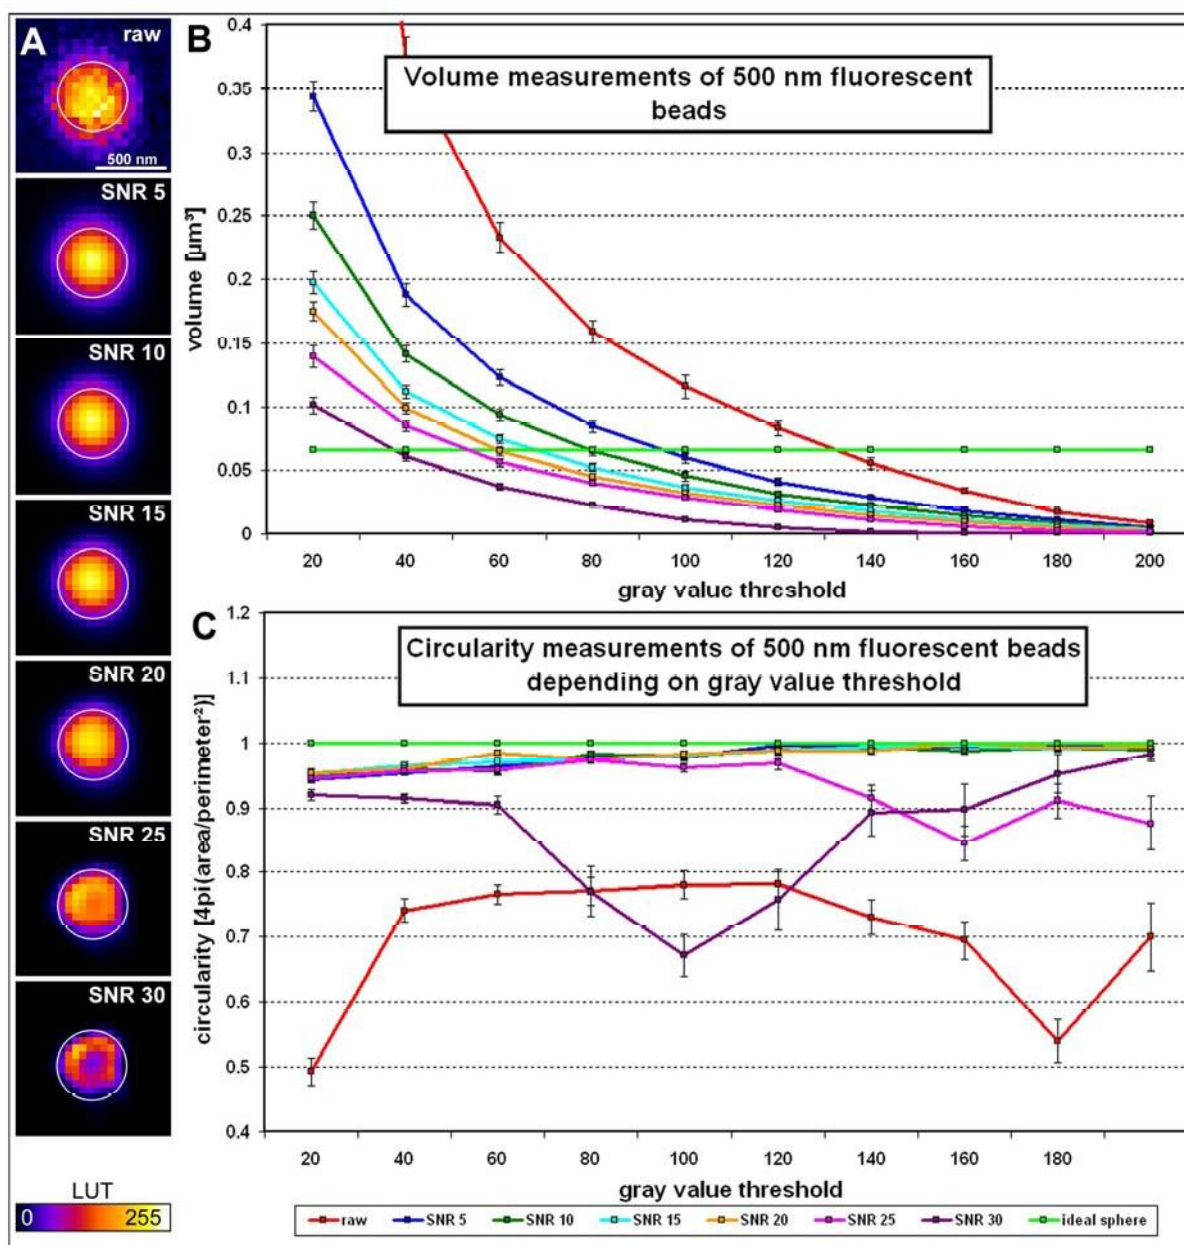 A
raw
500 nm
SNR 5
SNR 10
SNR 15
SNR 20
SNR 25
SNR 30
LUT
0 255
B
Volume measurements of 500 nm fluorescent
beads
volume [µm³]
0.4
0.35
0.3
0.25
0.2
0.15
0.1
0.05
0
20 40 60 80 100 120 140 160 180 200
gray value threshold
C
Circularity measurements of 500 nm fluorescent beads
depending on gray value threshold
circularity [4pi(area/perimeter²)]
1.2
1.1
1
0.9
0.8
0.7
0.6
0.5
0.4
20 40 60 80 100 120 140 160 180
gray value threshold
raw SNR 5 SNR 10 SNR 15 SNR 20 SNR 25 SNR 30 ideal sphere